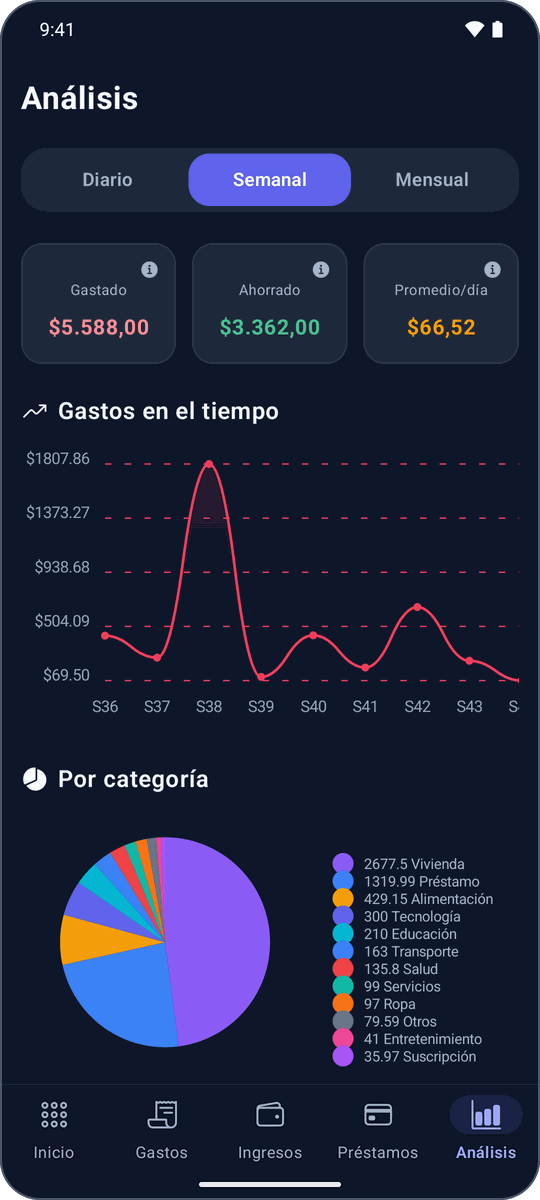 9:41
Análisis
Diario Semanal Mensual
Gastado Ahorrado Promedio/día
$5.588,00 $3.362,00 $66,52
Gastos en el tiempo
$1807.86
$1373.27
$938.68
$504.09
$69.50
S36 S37 S38 S39 S40 S41 S42 S43 S
Por categoría
2677.5 Vivienda
1319.99 Préstamo
429.15 Alimentación
300 Tecnología
210 Educación
163 Transporte
135.8 Salud
99 Servicios
97 Ropa
79.59 Otros
41 Entretenimiento
35.97 Suscripción
Inicio Gastos Ingresos Préstamos Análisis